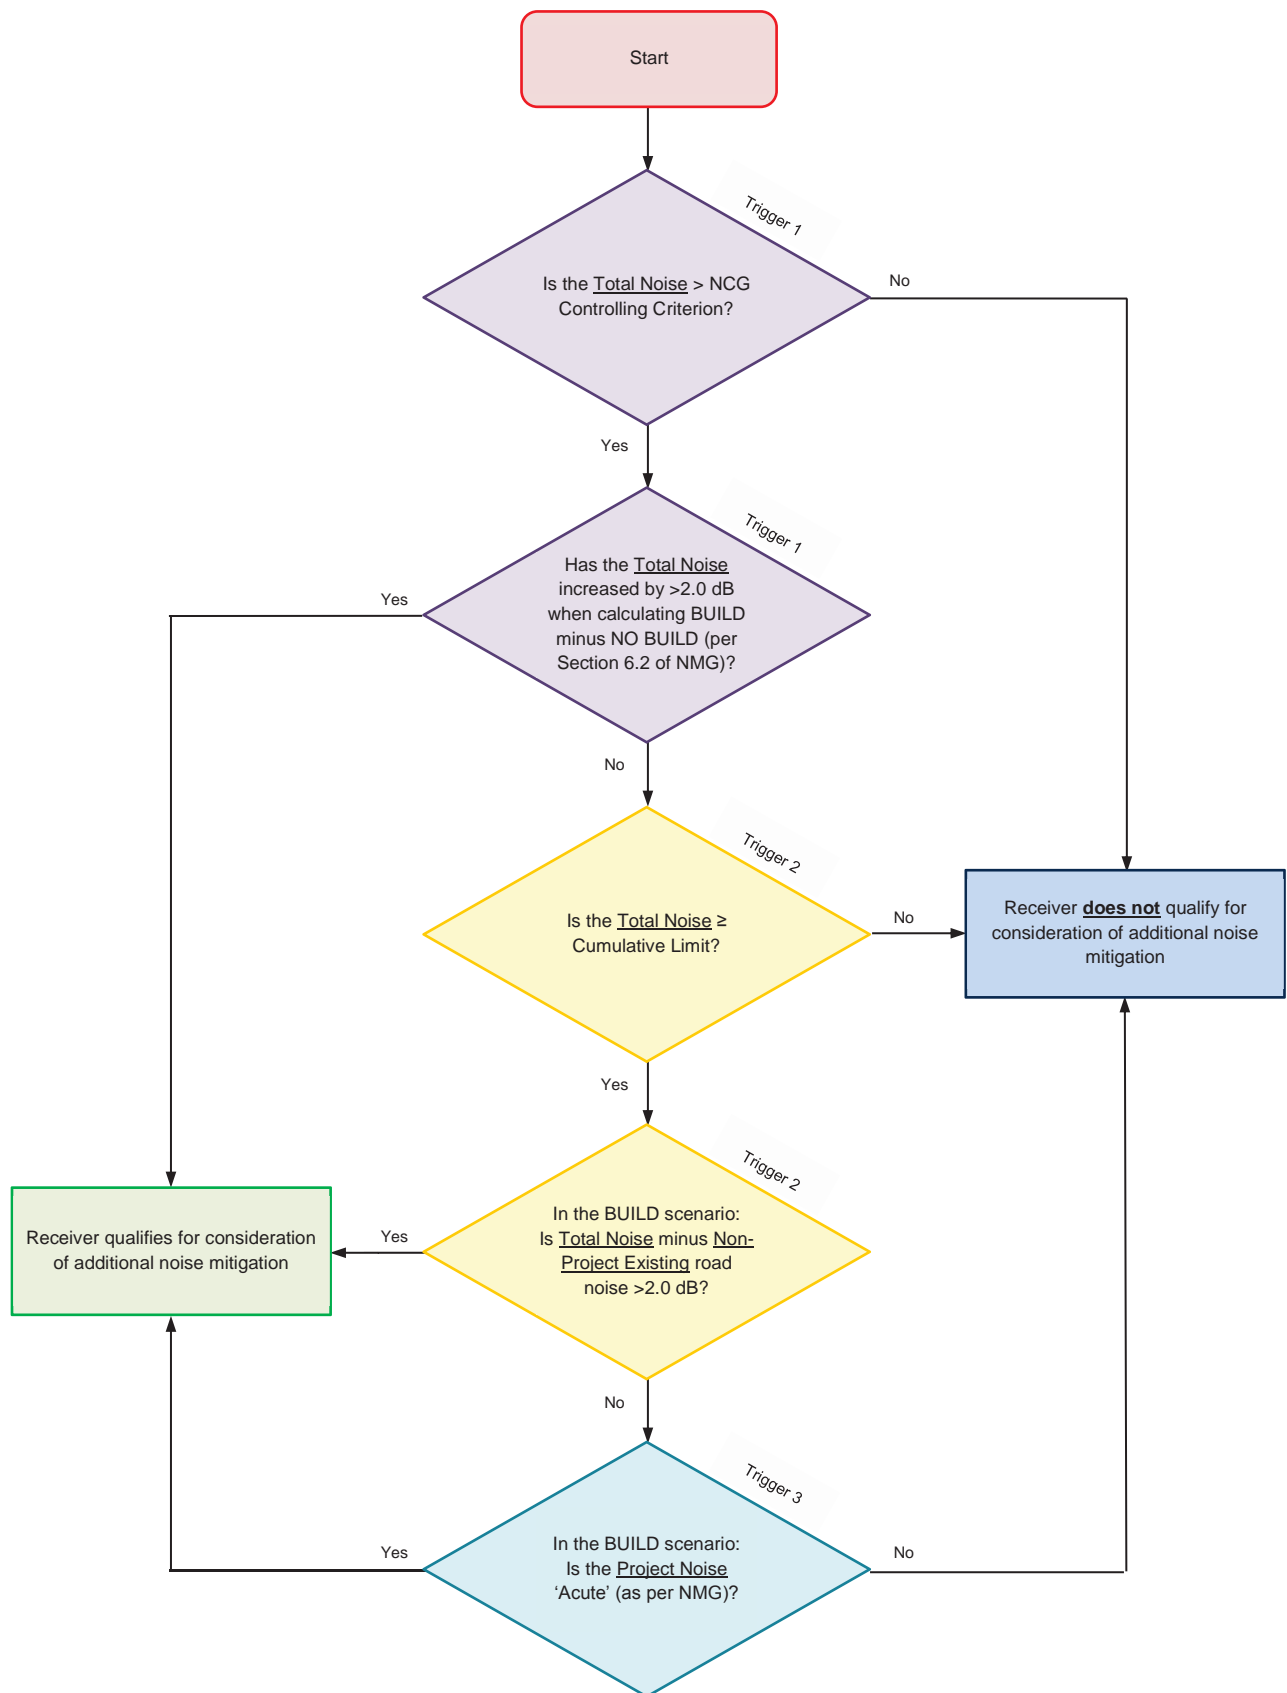 Start
Trigger 1
Is the Total Noise > NCG
Controlling Criterion?
No
Yes
Trigger 1
Has the Total Noise
increased by >2.0 dB
when calculating BUILD
minus NO BUILD (per
Section 6.2 of NMG)?
Yes
No
Trigger 2
Is the Total Noise ≥
Cumulative Limit?
No
Receiver does not qualify for
consideration of additional noise
mitigation
Yes
Trigger 2
In the BUILD scenario:
Is Total Noise minus Non-
Project Existing road
noise >2.0 dB?
Yes
Receiver qualifies for consideration
of additional noise mitigation
No
Trigger 3
In the BUILD scenario:
Is the Project Noise
‘Acute’ (as per NMG)?
Yes
No